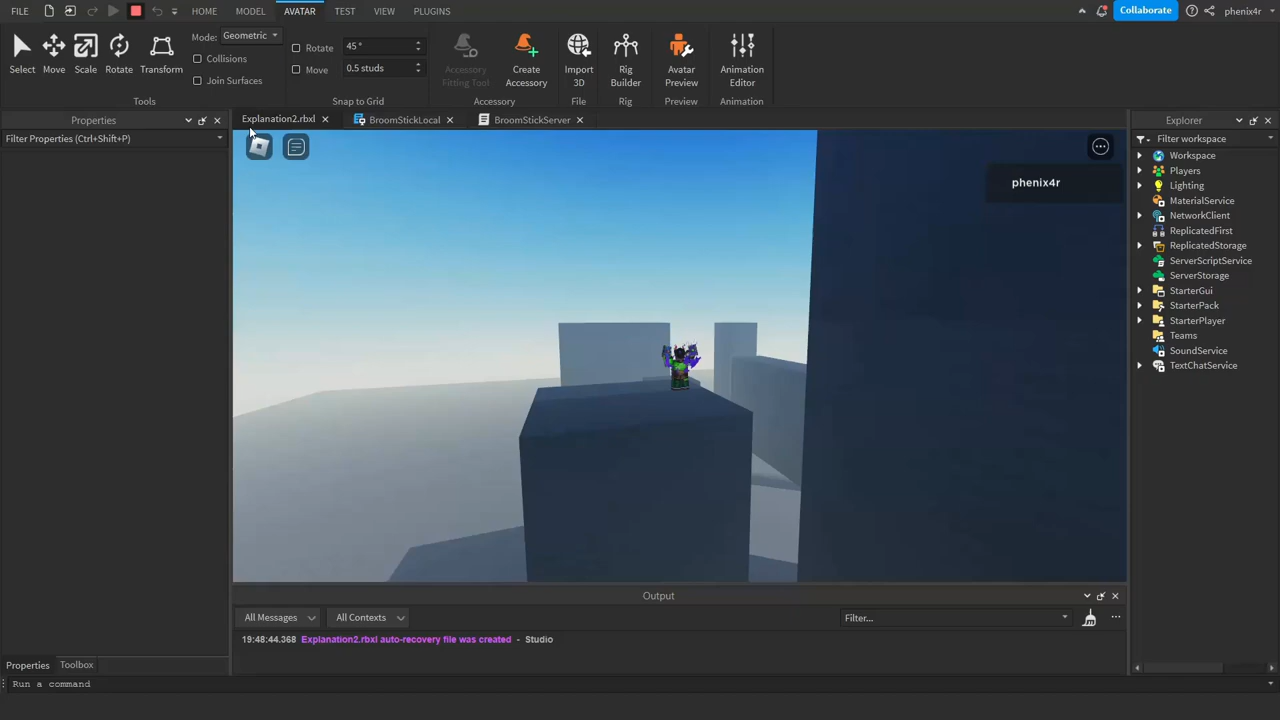 FILE HOME MODEL AVATAR TEST VIEW PLUGINS Collaborate phenix4r
Mode: Geometric
Collisions
Join Surfaces
Select Move Scale Rotate Transform
Tools
Rotate 45°
Move 0.5 studs
Snap to Grid
Accessory
Fitting Tool
Create
Accessory
Accessory
Import
3D
File
Rig
Builder
Rig
Avatar
Preview
Preview
Animation
Editor
Animation
Properties
Filter Properties (Ctrl+Shift+P)
Explanation2.rbxl BroomStickLocal BroomStickServer
phenix4r
Explorer
Filter workspace
Workspace
Players
Lighting
MaterialService
NetworkClient
ReplicatedFirst
ReplicatedStorage
ServerScriptService
ServerStorage
StarterGui
StarterPack
StarterPlayer
Teams
SoundService
TextChatService
Output
All Messages All Contexts Filter...
19:48:44.368 Explanation2.rbxl auto-recovery file was created - Studio
Properties Toolbox
Run a command